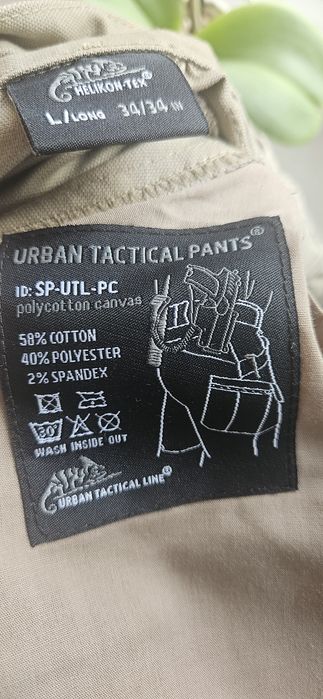 HELIKON-TEX®
L/LONG 34/34 IN
URBAN TACTICAL PANTS®
ID: SP-UTL-PC
polycotton canvas
58% COTTON
40% POLYESTER
2% SPANDEX
30°
WASH INSIDE OUT
URBAN TACTICAL LINE®